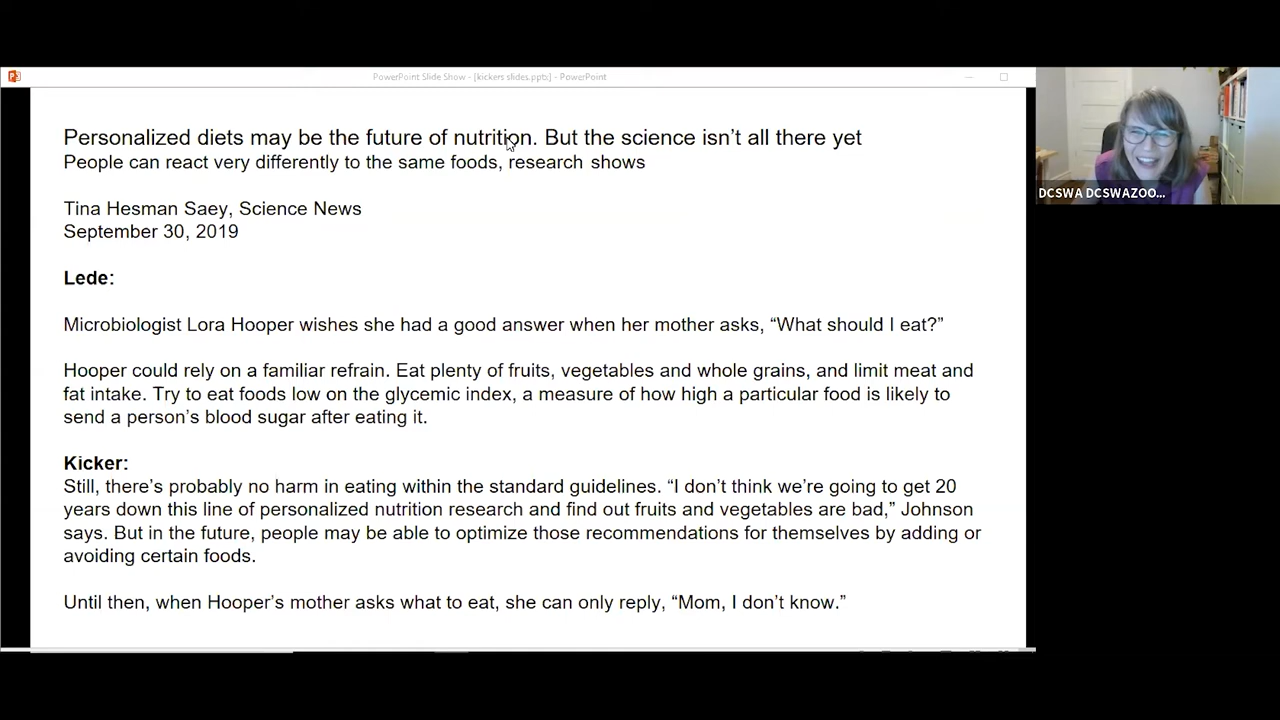 PowerPoint Slide Show - [kickers slides.pptx] - PowerPoint
Personalized diets may be the future of nutrition. But the science isn’t all there yet
People can react very differently to the same foods, research shows
Tina Hesman Saey, Science News
September 30, 2019
DCSWA DCSWAZOO...
Lede:
Microbiologist Lora Hooper wishes she had a good answer when her mother asks, “What should I eat?”
Hooper could rely on a familiar refrain. Eat plenty of fruits, vegetables and whole grains, and limit meat and
fat intake. Try to eat foods low on the glycemic index, a measure of how high a particular food is likely to
send a person’s blood sugar after eating it.
Kicker:
Still, there’s probably no harm in eating within the standard guidelines. “I don’t think we’re going to get 20
years down this line of personalized nutrition research and find out fruits and vegetables are bad,” Johnson
says. But in the future, people may be able to optimize those recommendations for themselves by adding or
avoiding certain foods.
Until then, when Hooper’s mother asks what to eat, she can only reply, “Mom, I don’t know.”